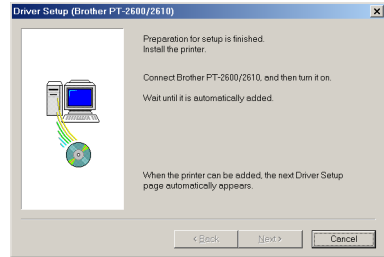 Driver Setup (Brother PT-2600/2610)
Preparation for setup is finished.
Install the printer.
Connect Brother PT-2600/2610, and then turn it on.
Wait until it is automatically added.
When the printer can be added, the next Driver Setup
page automatically appears.
< Back
Next >
Cancel